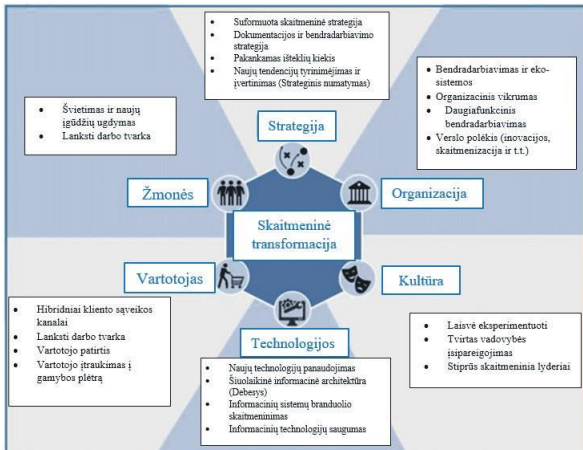 Suformuota skaitmeninė strategija
Dokumentacijos ir bendradarbiavimo
strategija
Pakankamas išteklių kiekis
Naujų tendencijų tyrinėjimas ir
įvertinimas (Strateginis numatymas)
Strategija
Švietimas ir naujų
įgūdžių ugdymas
Lanksti darbo tvarka
Žmonės
Bendradarbiavimas ir eko-
sistemos
Organizacinis vikrumas
Daugiafunkcinis
bendradarbiavimas
Verslo polėkis (inovacijos,
skaitmenizacija ir t.t.)
Organizacija
Skaitmeninė
transformacija
Vartotojas
Hibridniai kliento sąveikos
kanalai
Lanksti darbo tvarka
Vartotojo patirtis
Vartotojo įtraukimas į
gamybos plėtrą
Kultūra
Laisvė eksperimentuoti
Tvirtas vadovybės
įsipareigojimas
Stiprūs skaitmeninia lyderiai
Technologijos
Naujų technologijų panaudojimas
Šiuolaikinė informacinė architektūra
(Debesys)
Informacinių sistemų branduolio
skaitmeninimas
Informacinių technologijų saugumas